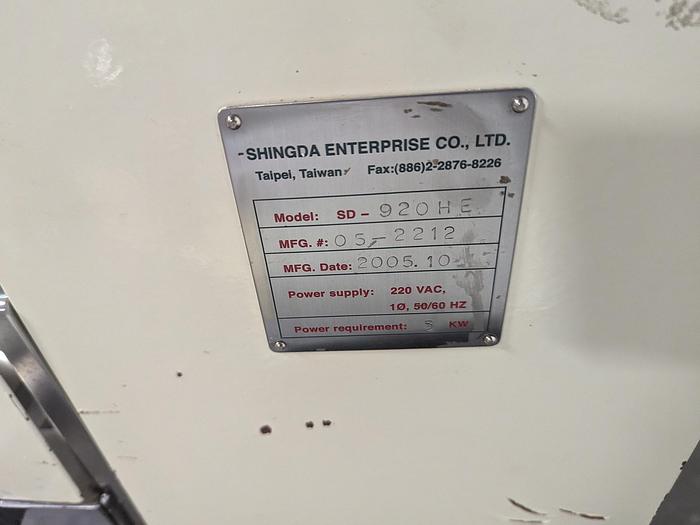 SHINGDA ENTERPRISE CO., LTD.
Taipei, Taiwan Fax:(886)2-2876-8226
Model: SD - 920HE
MFG. #: 05-2212
MFG. Date: 2005.10
Power supply: 220 VAC,
1Ø, 50/60 HZ
Power requirement: KW